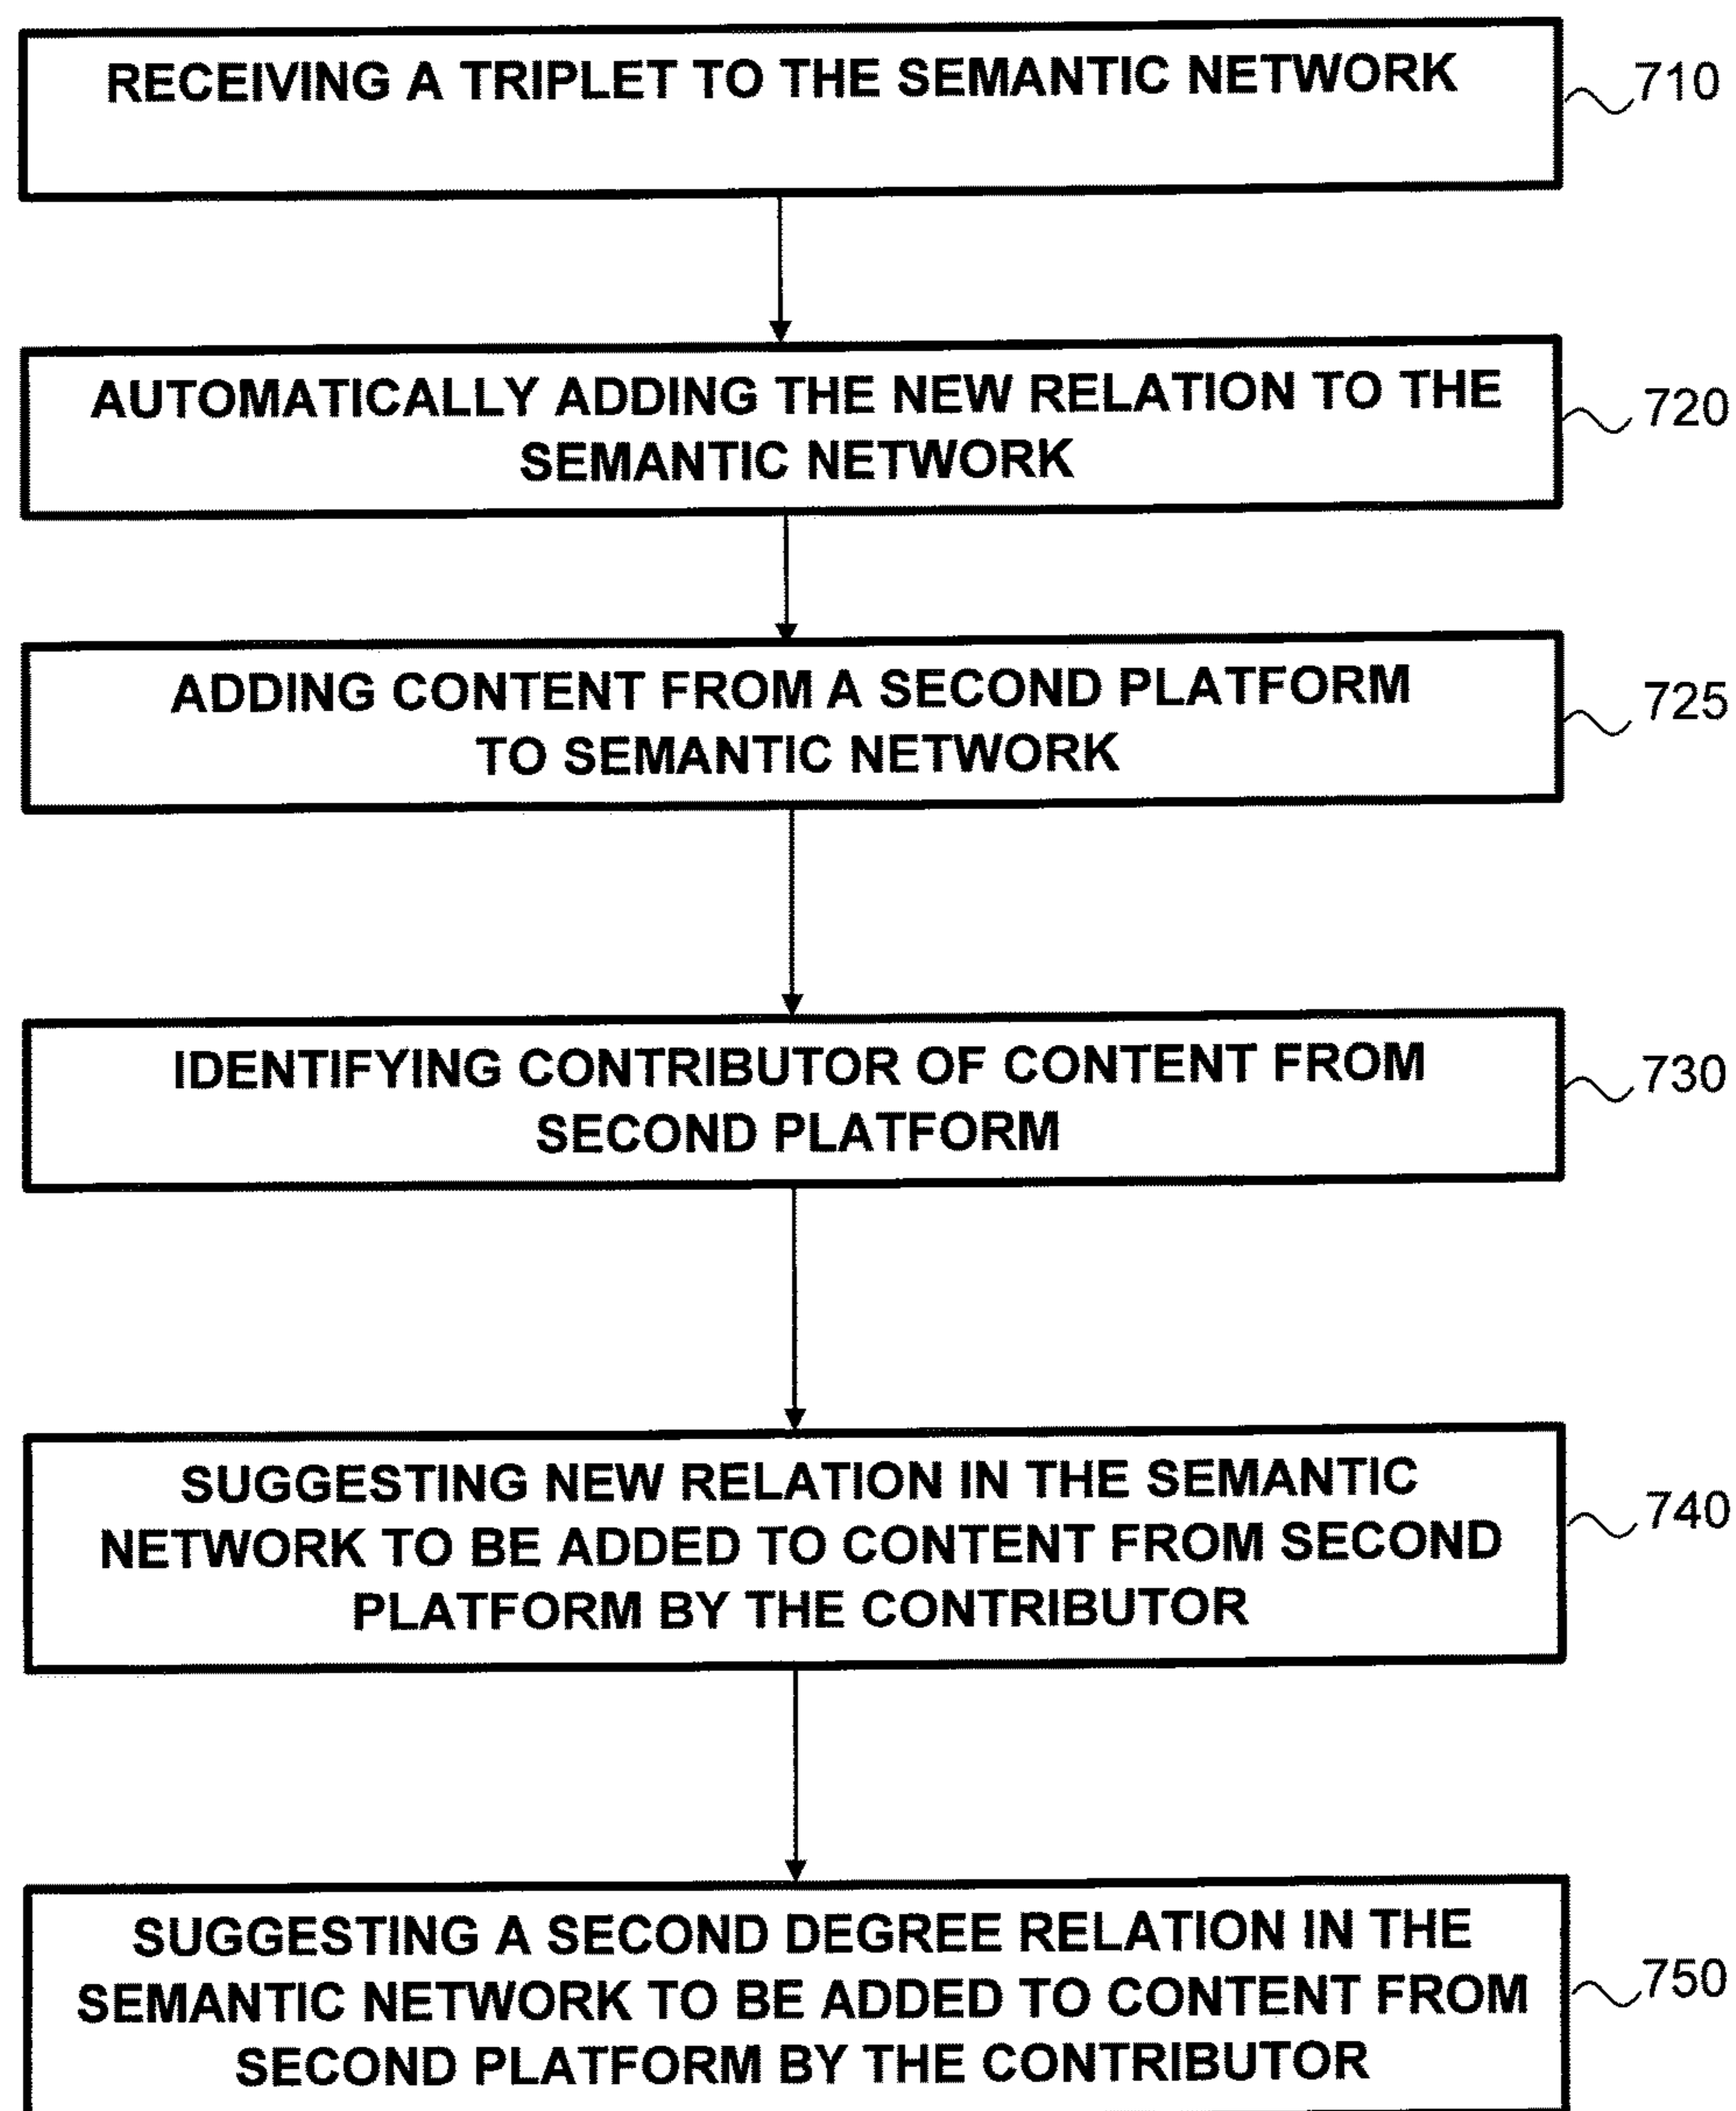 RECEIVING A TRIPLET TO THE SEMANTIC NETWORK
710
AUTOMATICALLY ADDING THE NEW RELATION TO THE
SEMANTIC NETWORK
720
ADDING CONTENT FROM A SECOND PLATFORM
TO SEMANTIC NETWORK
725
IDENTIFYING CONTRIBUTOR OF CONTENT FROM
SECOND PLATFORM
730
SUGGESTING NEW RELATION IN THE SEMANTIC
NETWORK TO BE ADDED TO CONTENT FROM SECOND
PLATFORM BY THE CONTRIBUTOR
740
SUGGESTING A SECOND DEGREE RELATION IN THE
SEMANTIC NETWORK TO BE ADDED TO CONTENT FROM
SECOND PLATFORM BY THE CONTRIBUTOR
750